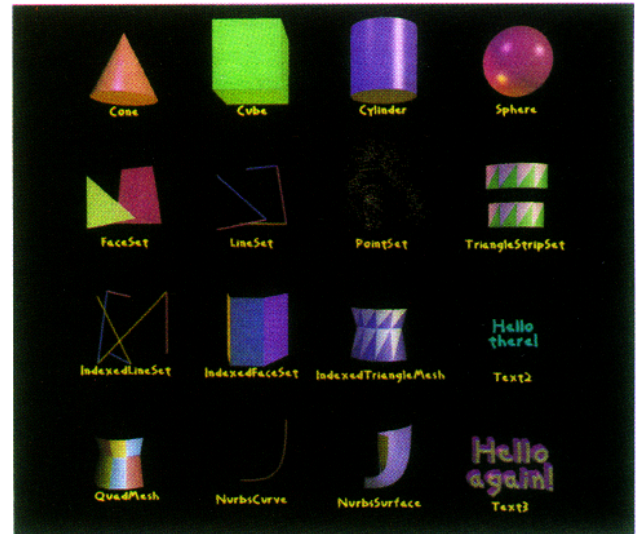 Cone
Cube
Cylinder
Sphere
FaceSet
LineSet
PointSet
TriangleStripSet
IndexedLineSet
IndexedFaceSet
IndexedTriangleMesh
Hello
there!
Text2
QuadMesh
NurbsCurve
NurbsSurface
Hello
again!
Text3